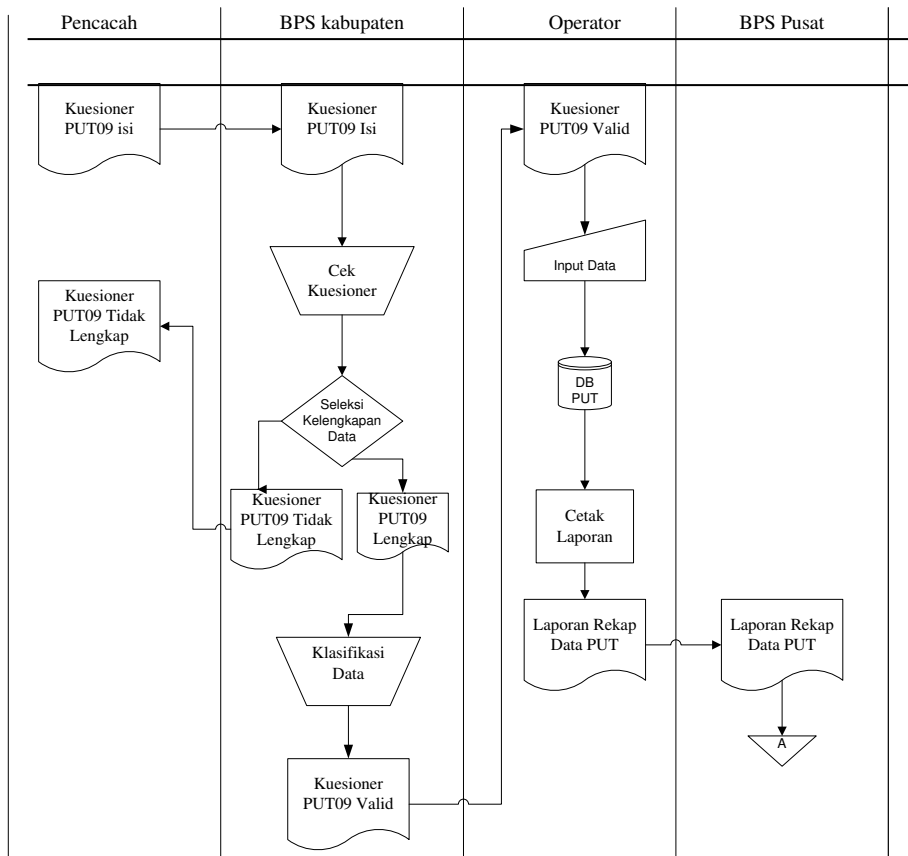 Pencacah
BPS kabupaten
Operator
BPS Pusat
Kuesioner
PUT09 isi
Kuesioner
PUT09 Isi
Kuesioner
PUT09 Valid
Cek
Kuesioner
Input Data
Kuesioner
PUT09 Tidak
Lengkap
Seleksi
Kelengkapan
Data
DB
PUT
Kuesioner
PUT09 Tidak
Lengkap
Kuesioner
PUT09
Lengkap
Cetak
Laporan
Klasifikasi
Data
Laporan Rekap
Data PUT
Laporan Rekap
Data PUT
A
Kuesioner
PUT09 Valid